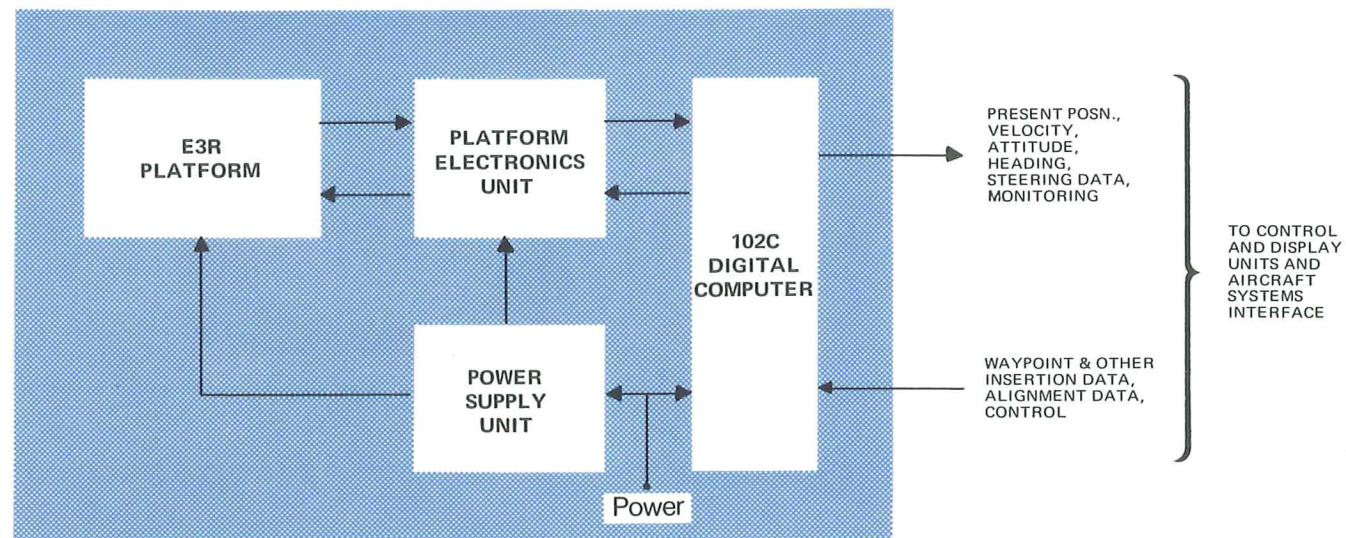 E3R
PLATFORM
PLATFORM
ELECTRONICS
UNIT
102C
DIGITAL
COMPUTER
POWER
SUPPLY
UNIT
Power
PRESENT POSN.,
VELOCITY,
ATTITUDE,
HEADING,
STEERING DATA,
MONITORING
WAYPOINT & OTHER
INSERTION DATA,
ALIGNMENT DATA,
CONTROL
TO CONTROL
AND DISPLAY
UNITS AND
AIRCRAFT
SYSTEMS
INTERFACE